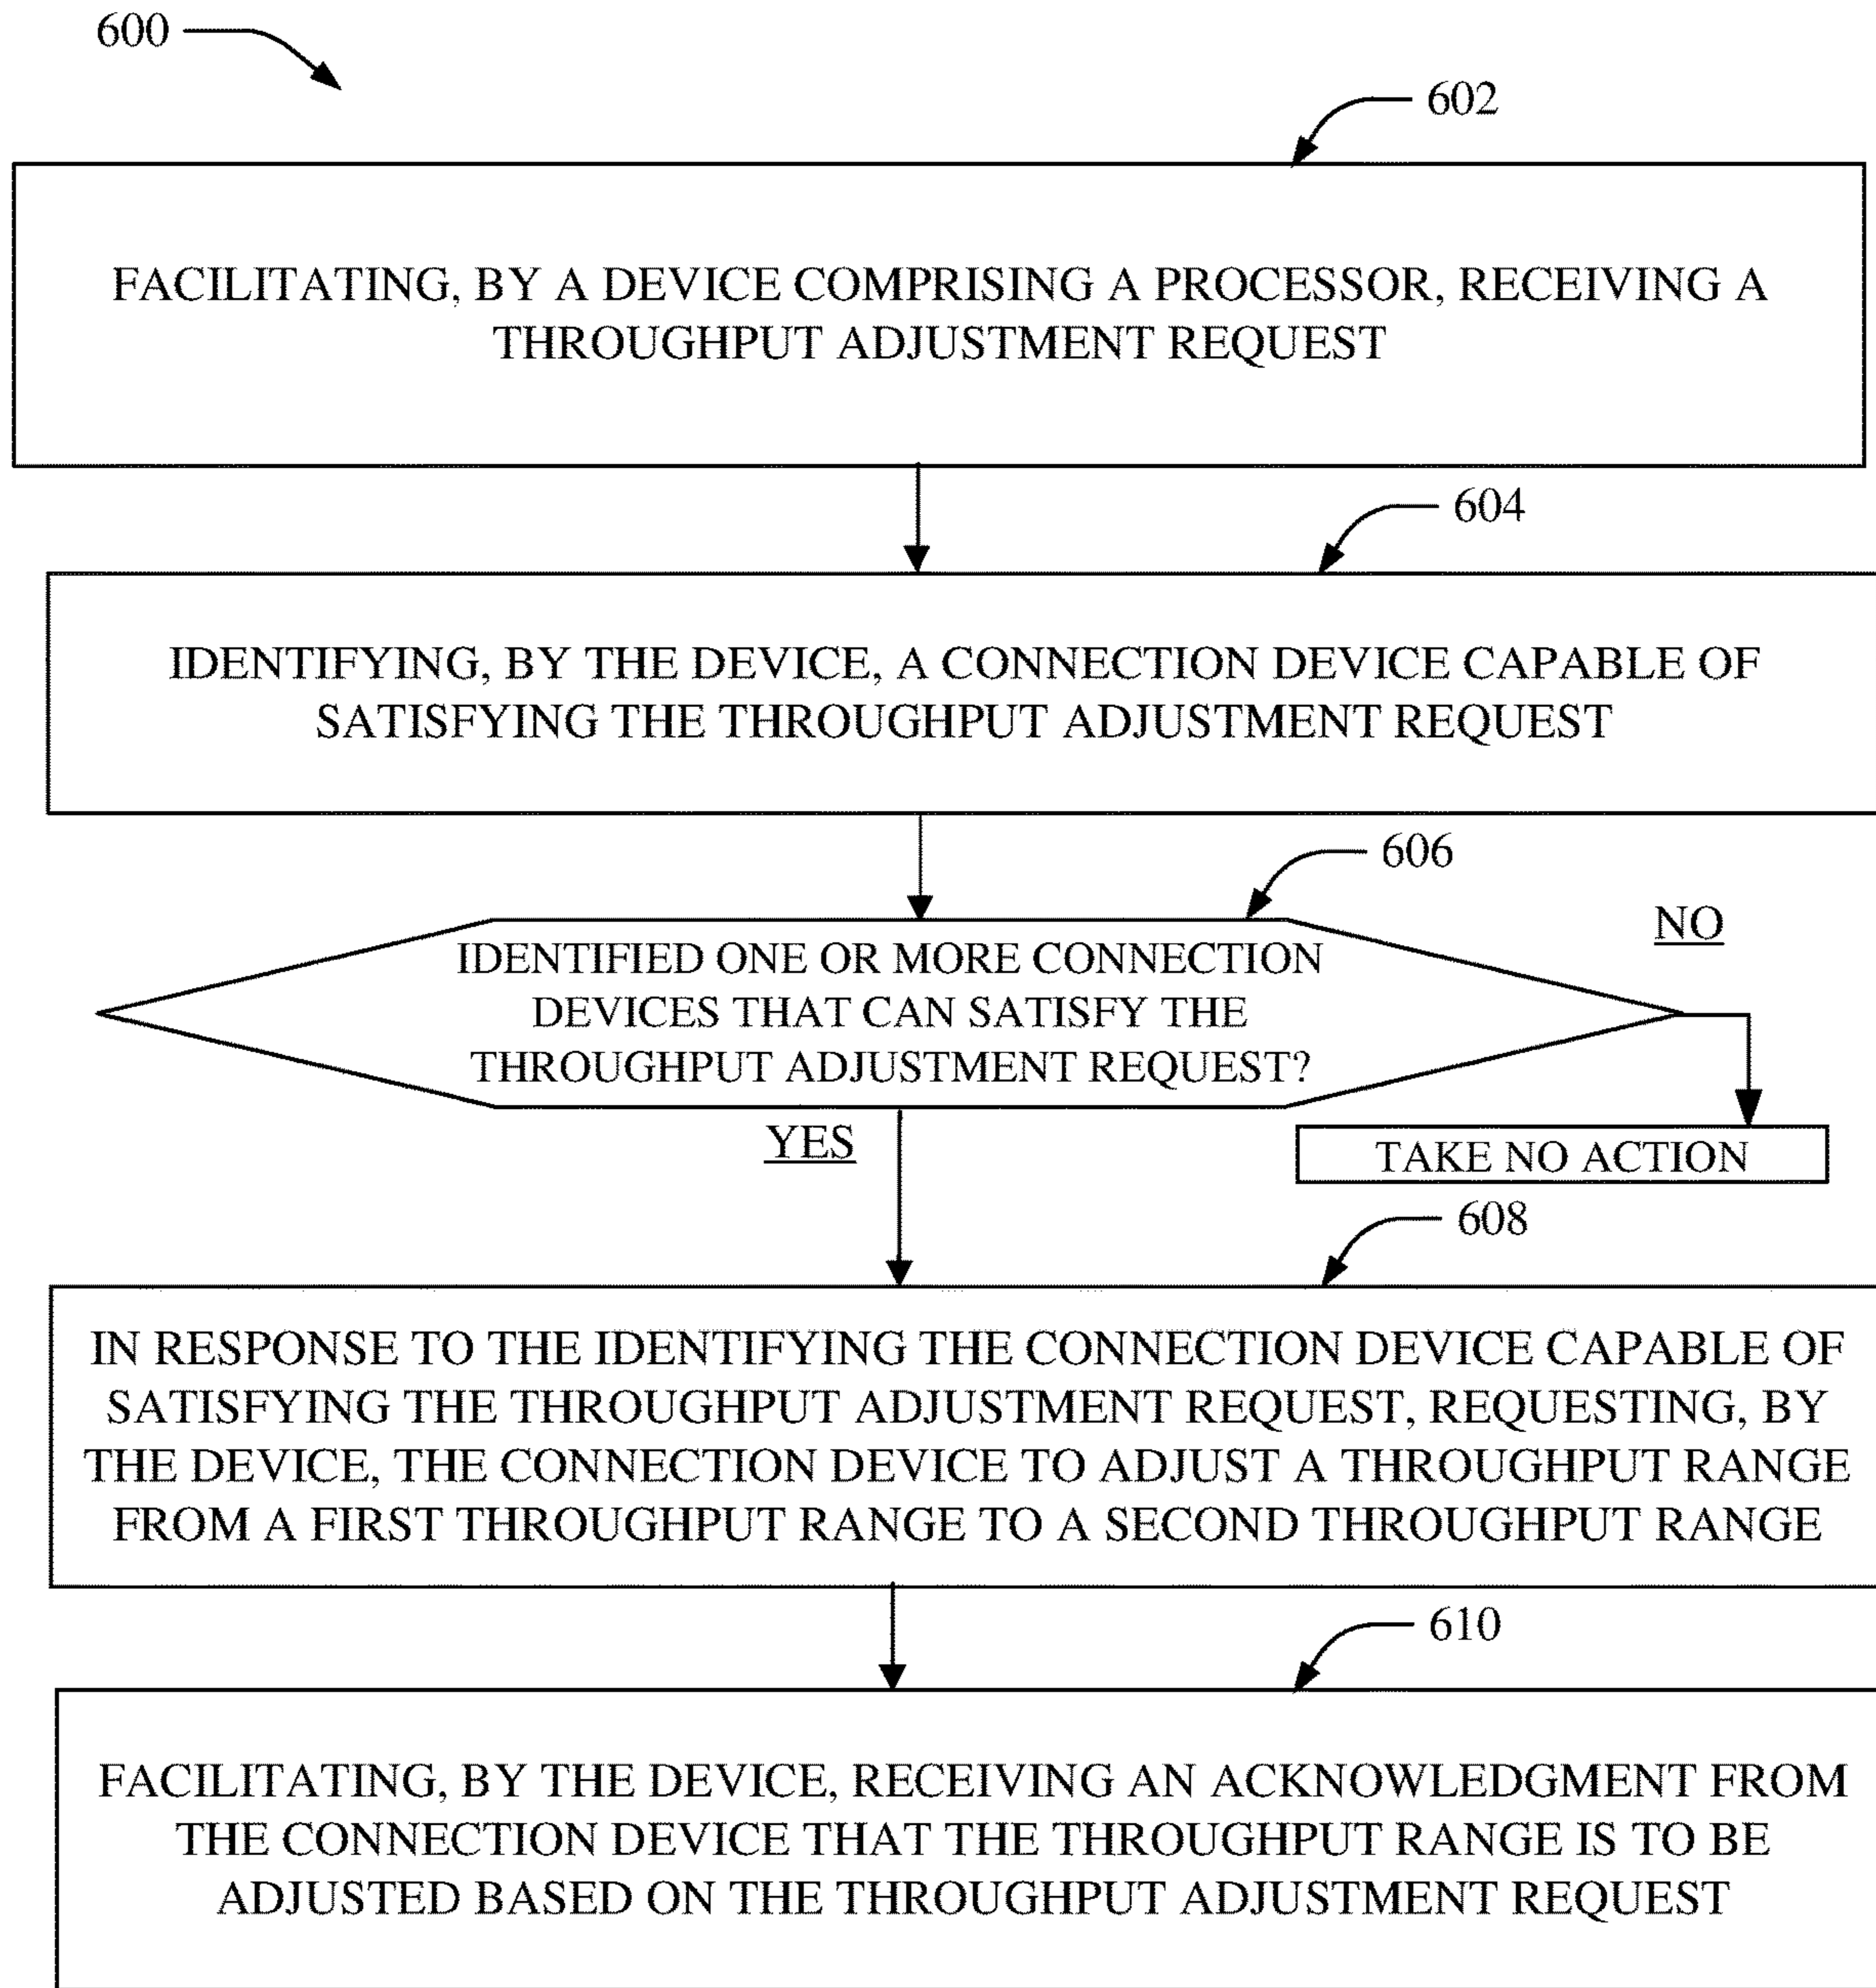 600
602
FACILITATING, BY A DEVICE COMPRISING A PROCESSOR, RECEIVING A
THROUGHPUT ADJUSTMENT REQUEST
604
IDENTIFYING, BY THE DEVICE, A CONNECTION DEVICE CAPABLE OF
SATISFYING THE THROUGHPUT ADJUSTMENT REQUEST
606
NO
IDENTIFIED ONE OR MORE CONNECTION
DEVICES THAT CAN SATISFY THE
THROUGHPUT ADJUSTMENT REQUEST?
YES
TAKE NO ACTION
608
IN RESPONSE TO THE IDENTIFYING THE CONNECTION DEVICE CAPABLE OF
SATISFYING THE THROUGHPUT ADJUSTMENT REQUEST, REQUESTING, BY
THE DEVICE, THE CONNECTION DEVICE TO ADJUST A THROUGHPUT RANGE
FROM A FIRST THROUGHPUT RANGE TO A SECOND THROUGHPUT RANGE
610
FACILITATING, BY THE DEVICE, RECEIVING AN ACKNOWLEDGMENT FROM
THE CONNECTION DEVICE THAT THE THROUGHPUT RANGE IS TO BE
ADJUSTED BASED ON THE THROUGHPUT ADJUSTMENT REQUEST